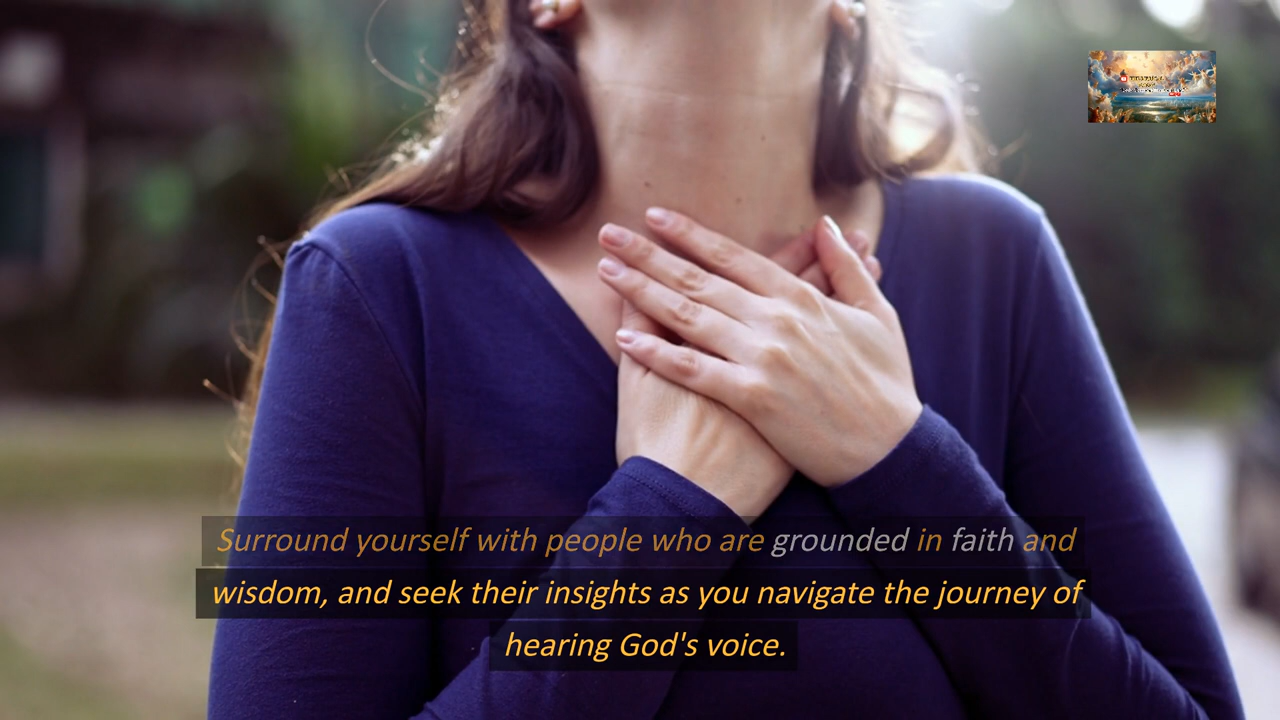 Surround yourself with people who are grounded in faith and
wisdom, and seek their insights as you navigate the journey of
hearing God's voice.